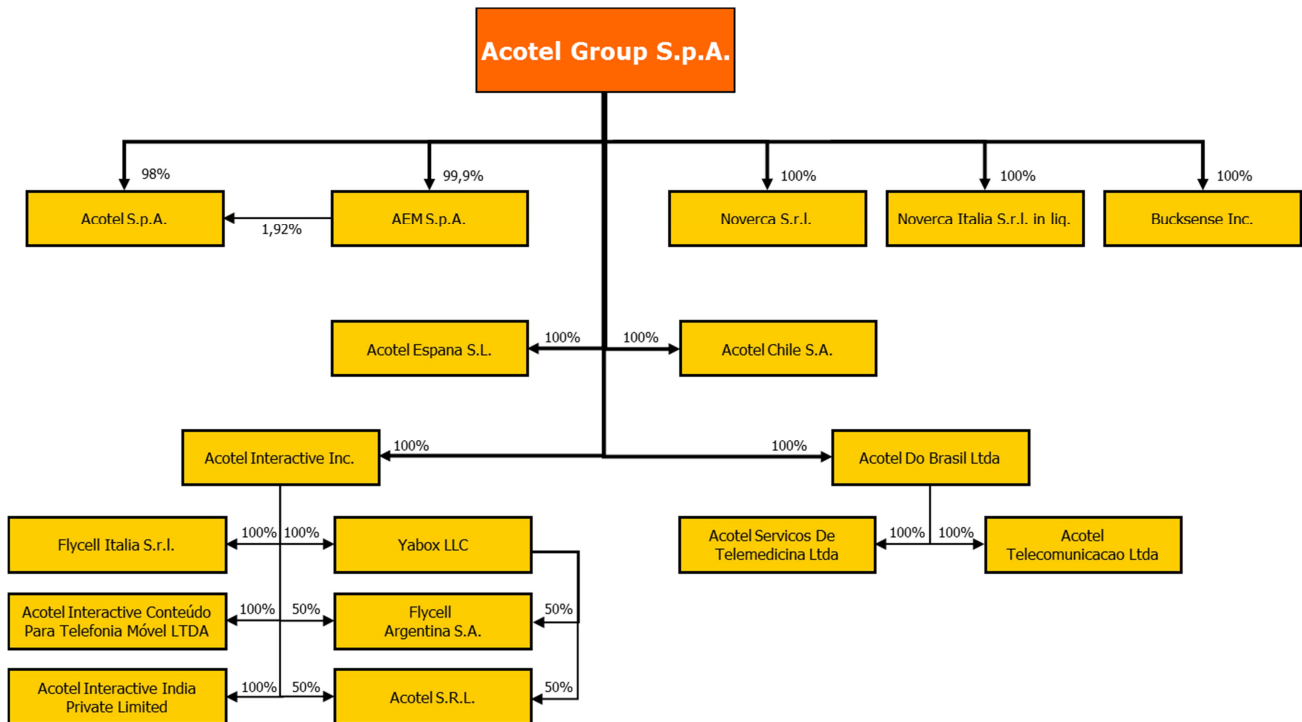 Acotel Group S.p.A.
98%
99,9%
100%
100%
100%
Acotel S.p.A.
AEM S.p.A.
Noverca S.r.l.
Noverca Italia S.r.l. in liq.
Bucksense Inc.
1,92%
Acotel Espana S.L.
100%
100%
Acotel Chile S.A.
Acotel Interactive Inc.
100%
100%
Acotel Do Brasil Ltda
Flycell Italia S.r.l.
100%
100%
Yabox LLC
Acotel Servicos De
Telemedicina Ltda
100%
100%
Acotel
Telecomunicacao Ltda
Acotel Interactive Conteúdo
Para Telefonia Móvel LTDA
100%
50%
Flycell
Argentina S.A.
50%
Acotel Interactive India
Private Limited
100%
50%
Acotel S.R.L.
50%